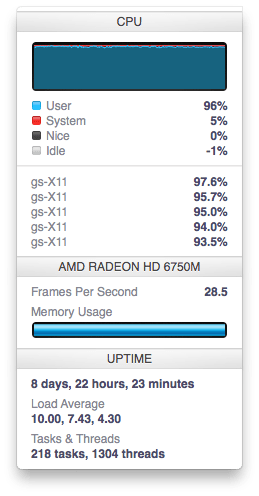 CPU
User 96%
System 5%
Nice 0%
Idle -1%
gs-X11 97.6%
gs-X11 95.7%
gs-X11 95.0%
gs-X11 94.0%
gs-X11 93.5%
AMD RADEON HD 6750M
Frames Per Second 28.5
Memory Usage
UPTIME
8 days, 22 hours, 23 minutes
Load Average
10.00, 7.43, 4.30
Tasks & Threads
218 tasks, 1304 threads